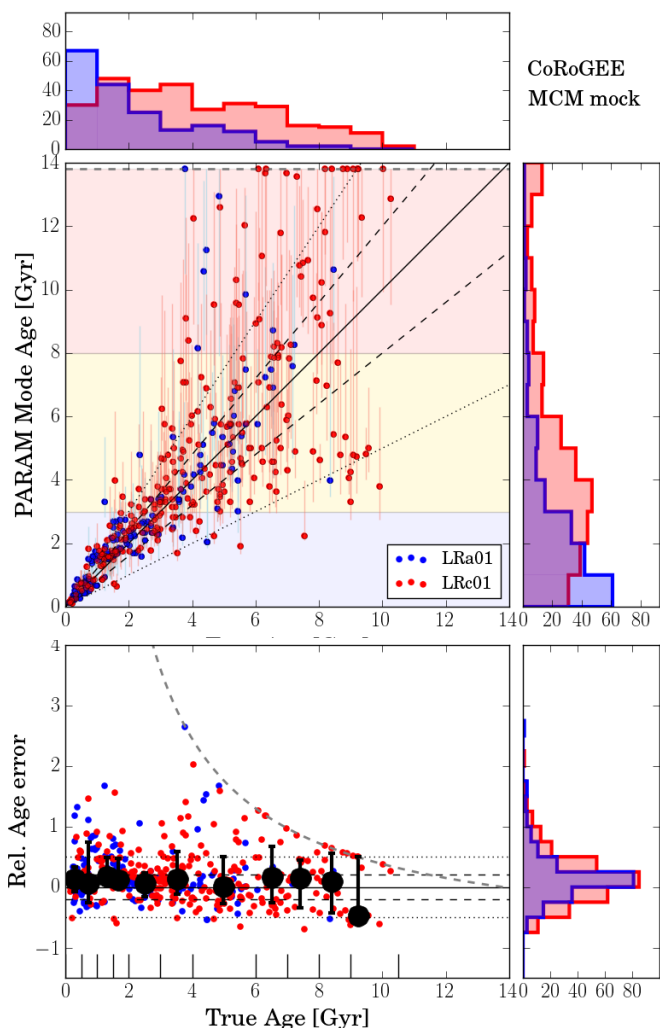 80
60
40
20
0
CoRoGEE
MCM mock
14
12
10
8
6
4
2
0
PARAM Mode Age [Gyr]
LRa01
LRc01
2 4 6 8 10 12 14
0 20 40 60 80
4
3
2
1
0
−1
Rel. Age error
0 2 4 6 8 10 12 14
0 20 40 60 80 100
True Age [Gyr]